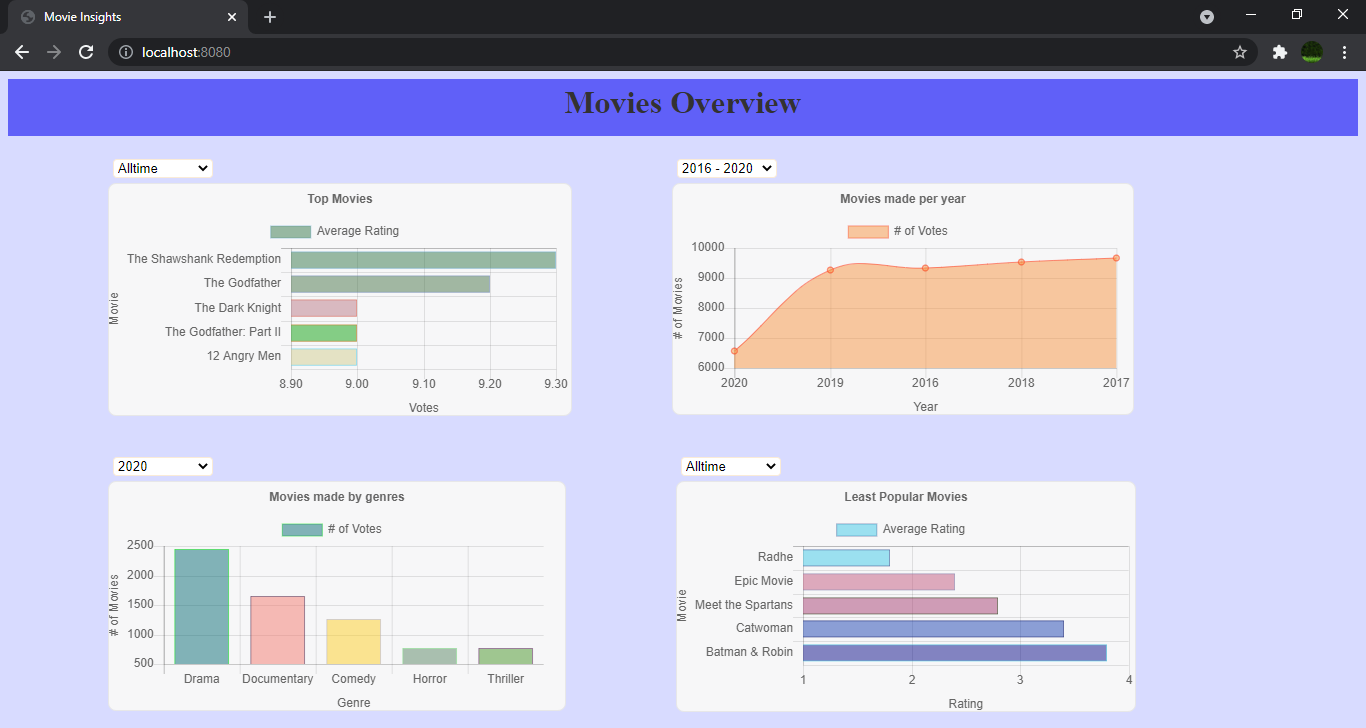 Movie Insights
localhost:8080
Movies Overview
Alltime
Top Movies
Average Rating
The Shawshank Redemption
The Godfather
The Dark Knight
The Godfather: Part II
12 Angry Men
Movie
8.90 9.00 9.10 9.20 9.30
Votes
2016 - 2020
Movies made per year
# of Votes
10000
9000
8000
7000
6000
# of Movies
2020 2019 2016 2018 2017
Year
2020
Movies made by genres
# of Votes
2500
2000
1500
1000
500
# of Movies
Drama Documentary Comedy Horror Thriller
Genre
Alltime
Least Popular Movies
Average Rating
Radhe
Epic Movie
Meet the Spartans
Catwoman
Batman & Robin
Movie
1 2 3 4
Rating